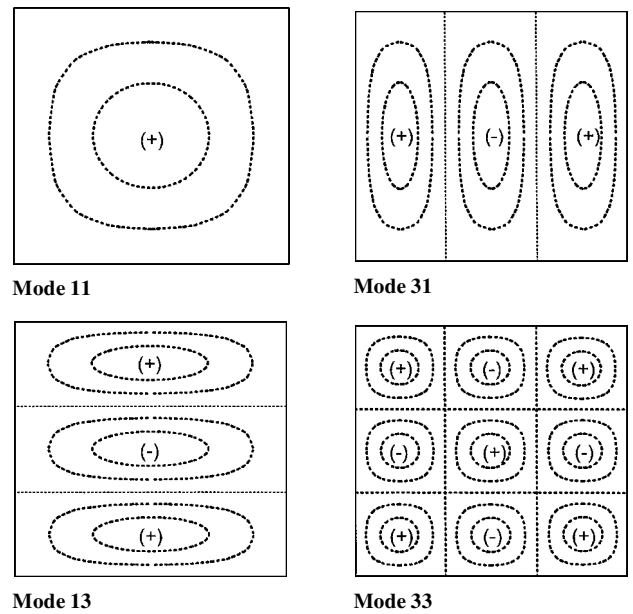 (+)
(+) (-) (+)
Mode 11
Mode 31
(+)
(-)
(+)
(+) (-) (+)
(-) (+) (-)
(+) (-) (+)
Mode 13
Mode 33